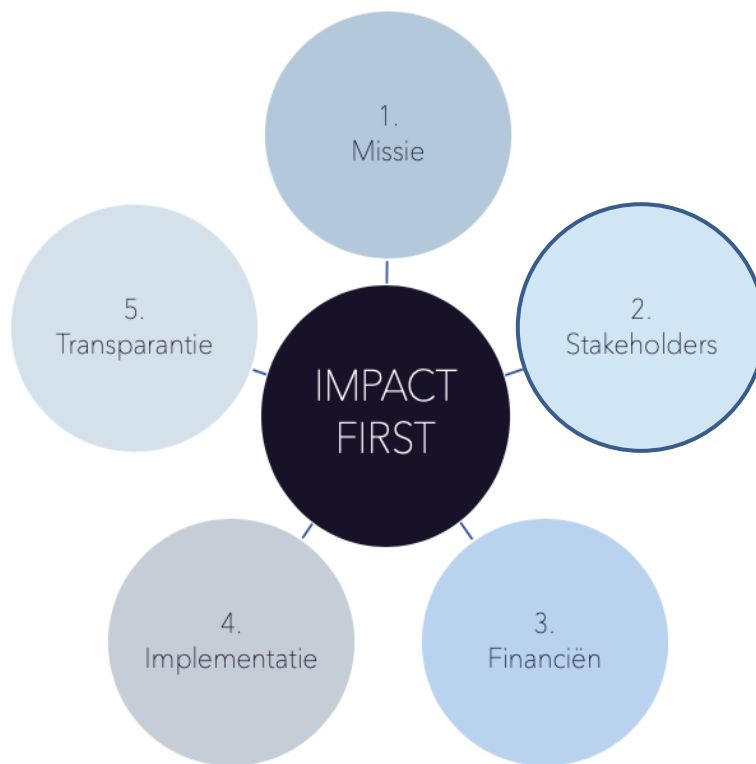 1.
Missie
2.
Stakeholders
3.
Financiën
4.
Implementatie
5.
Transparantie
IMPACT
FIRST